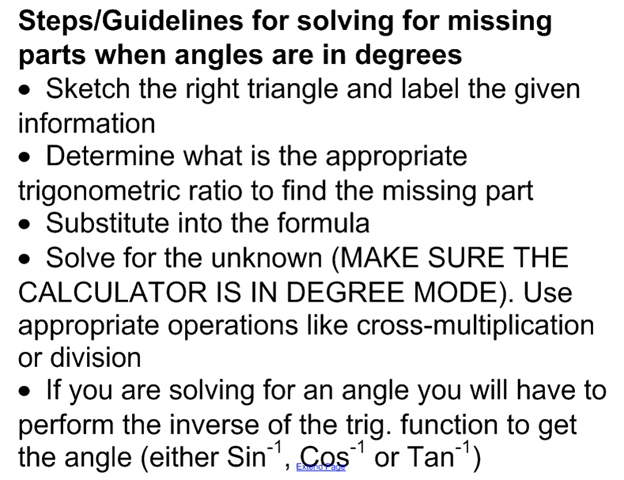 Steps/Guidelines for solving for missing
parts when angles are in degrees
• Sketch the right triangle and label the given
information
• Determine what is the appropriate
trigonometric ratio to find the missing part
• Substitute into the formula
• Solve for the unknown (MAKE SURE THE
CALCULATOR IS IN DEGREE MODE). Use
appropriate operations like cross-multiplication
or division
• If you are solving for an angle you will have to
perform the inverse of the trig. function to get
the angle (either Sin⁻¹, Cos⁻¹ or Tan⁻¹)
Extend Page